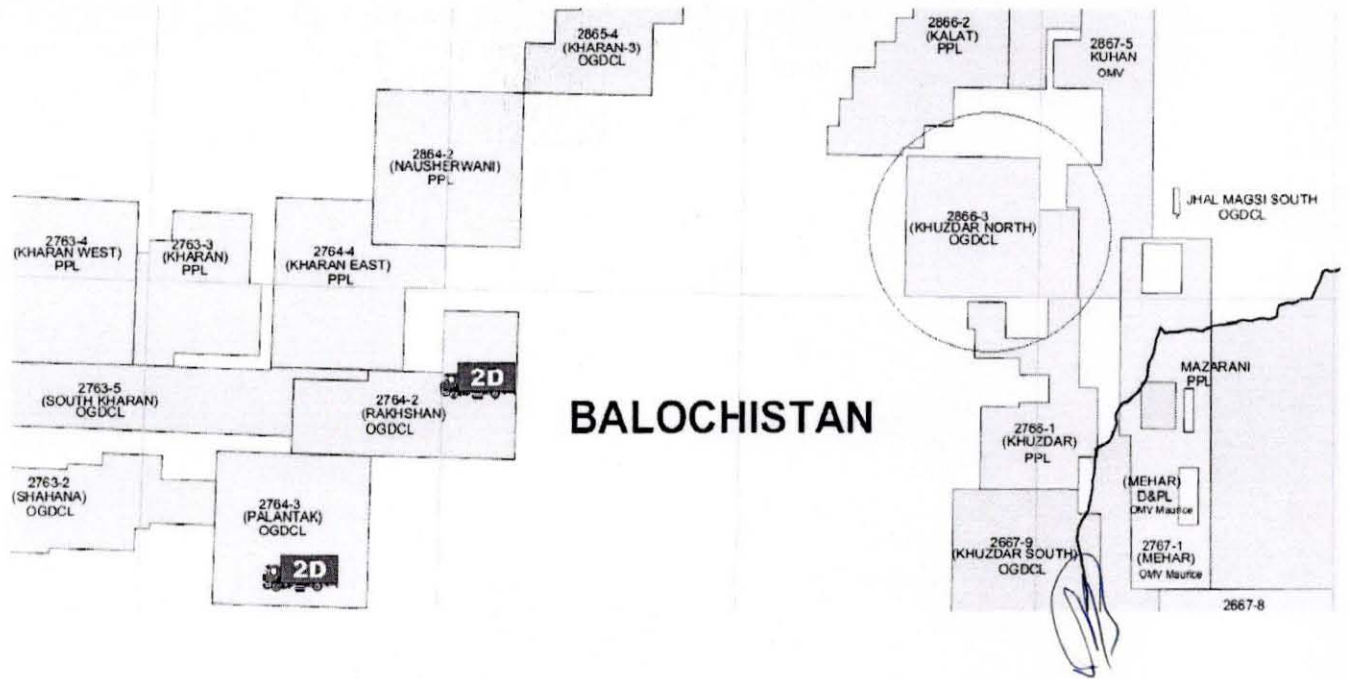 2865-4
(KHARAN-3)
OGDCL
2866-2
(KALAT)
PPL
2867-5
KUHAN
OMV
2864-2
(NAUSHERWANI)
PPL
2866-3
(KHUZDAR NORTH)
OGDCL
JHAL MAGSI SOUTH
OGDCL
2763-4
(KHARAN WEST)
PPL
2763-3
(KHARAN)
PPL
2764-4
(KHARAN EAST)
PPL
MAZARANI
PPL
2763-5
(SOUTH KHARAN)
OGDCL
2764-2
(RAKHSHAN)
OGDCL
2D
BALOCHISTAN
2766-1
(KHUZDAR)
PPL
2763-2
(SHAHANA)
OGDCL
2764-3
(PALANTAK)
OGDCL
2D
(MEHAR)
D&PL
OMV Maurice
2667-9
(KHUZDAR SOUTH)
OGDCL
2767-1
(MEHAR)
OMV Maurice
2667-8